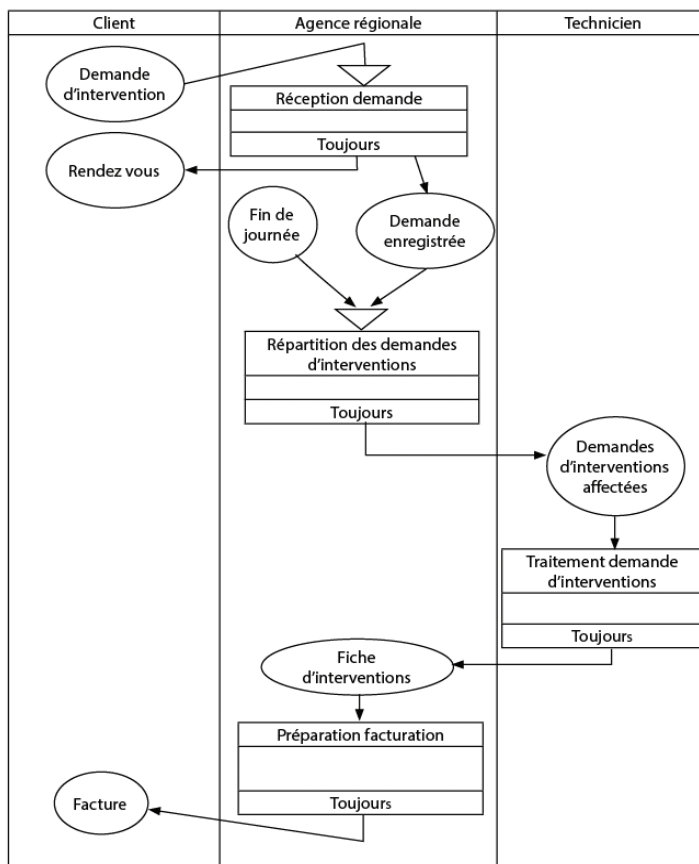 Client
Agence régionale
Technicien
Demande
d'intervention
Réception demande
Toujours
Rendez vous
Fin de
journée
Demande
enregistrée
Répartition des demandes
d'interventions
Toujours
Demandes
d'interventions
affectées
Traitement demande
d'interventions
Toujours
Fiche
d'interventions
Préparation facturation
Toujours
Facture